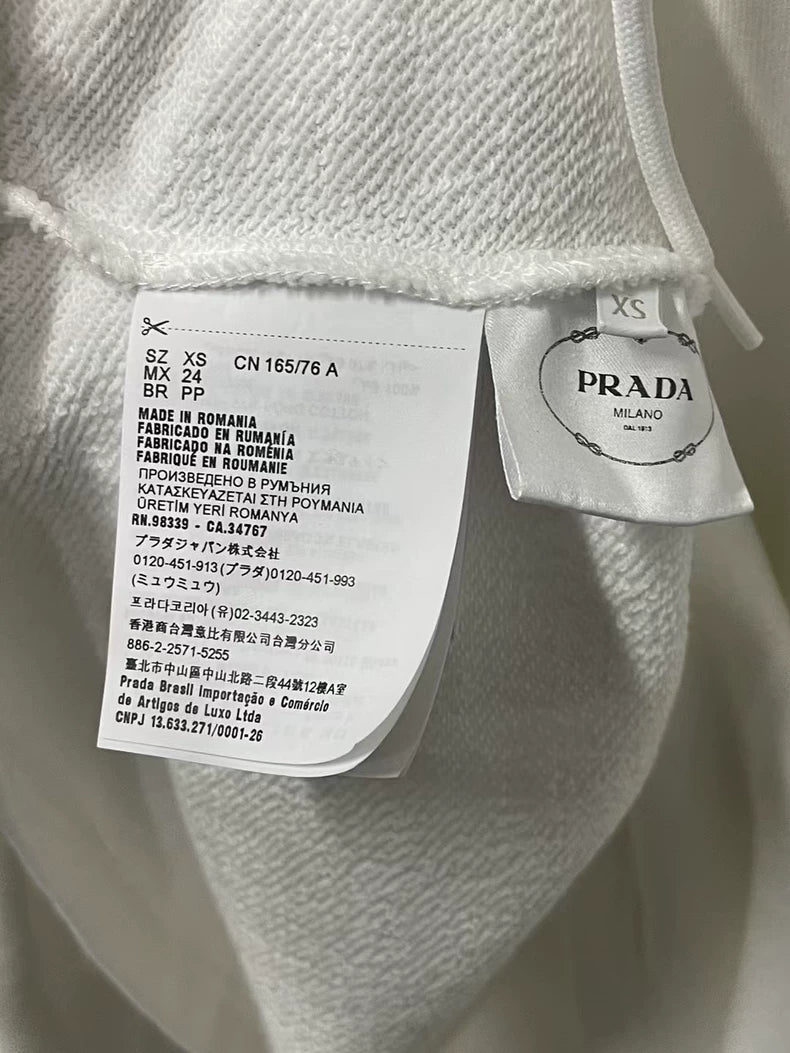 SZ XS CN 165/76 A
MX 24
BR PP
MADE IN ROMANIA
FABRICADO EN RUMANÍA
FABRICADO NA ROMÊNIA
FABRIQUÉ EN ROUMANIE
ПРОИЗВЕДЕНО В РУМЪНИЯ
ΚΑΤΑΣΚΕΥΑΖΕΤΑΙ ΣΤΗ ΡΟΥΜΑΝΙΑ
ÜRETİM YERİ ROMANYA
RN.98339 - CA.34767
プラダジャパン株式会社
0120-451-913(プラダ)0120-451-993
(ミュウミュウ)
프라다코리아(유)02-3443-2323
香港商台灣意比有限公司台灣分公司
886-2-2571-5255
臺北市中山區中山北路二段44號12樓A室
Prada Brasil Importação e Comércio
de Artigos de Luxo Ltda
CNPJ 13.633.271/0001-26
XS
PRADA
MILANO
DAL 1913